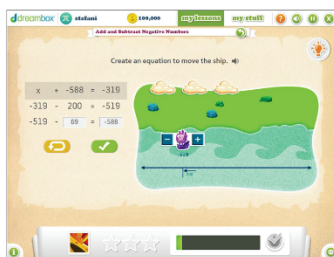 dreambox stefani 100,000 my lessons my stuff
Add and Subtract Negative Numbers
Create an equation to move the ship.
x + -588 = -319
-319 - 200 = -519
-519 - 69 = -588
- +